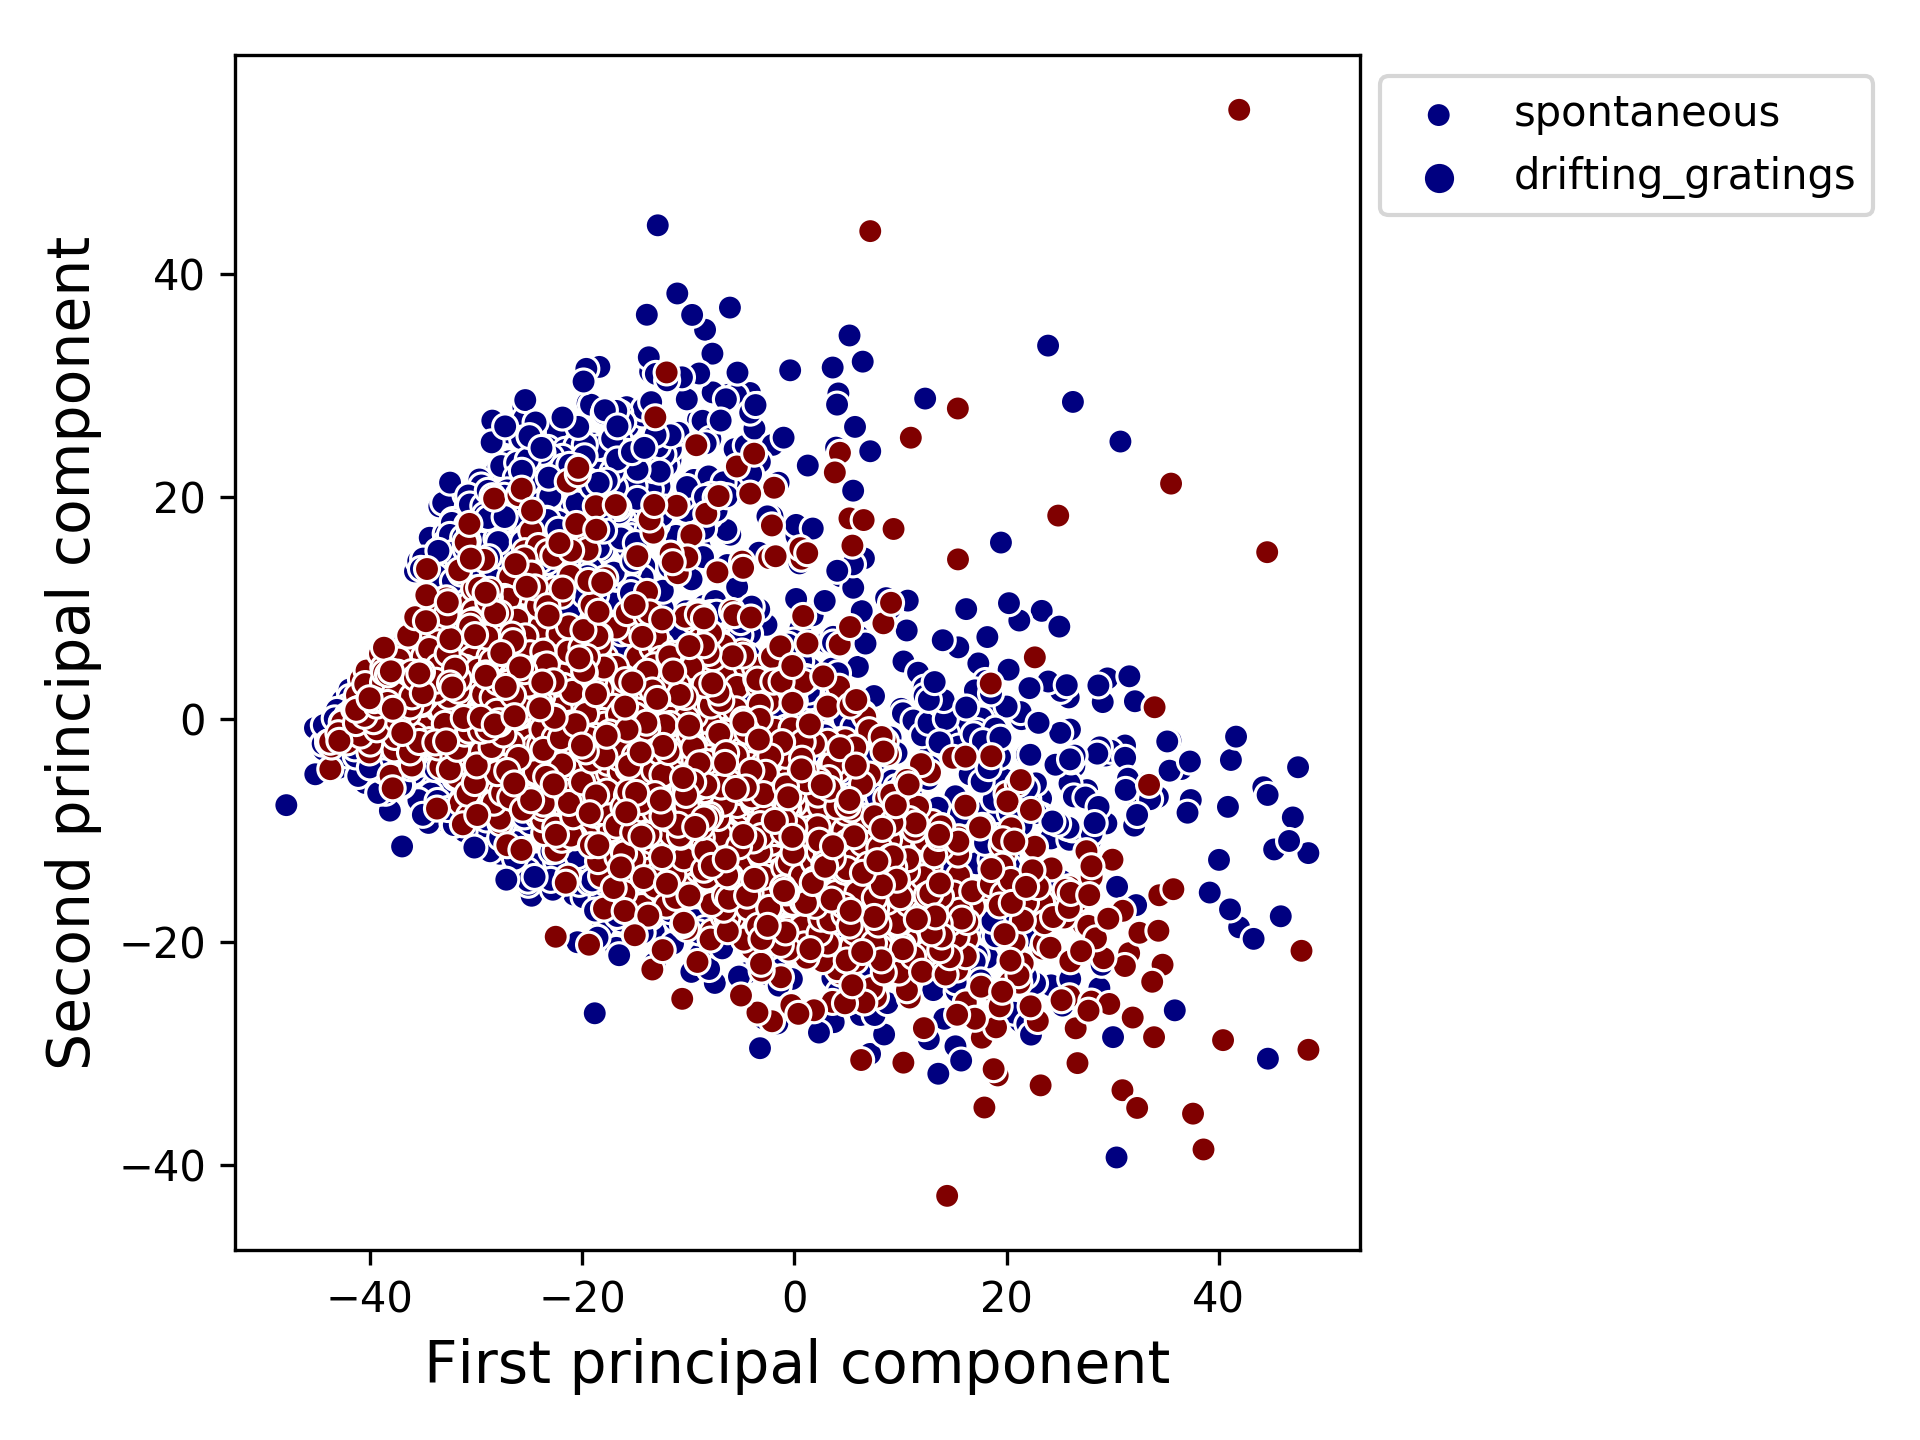 spontaneous
drifting_gratings
Second principal component
40
20
0
−20
−40
−40 −20 0 20 40
First principal component